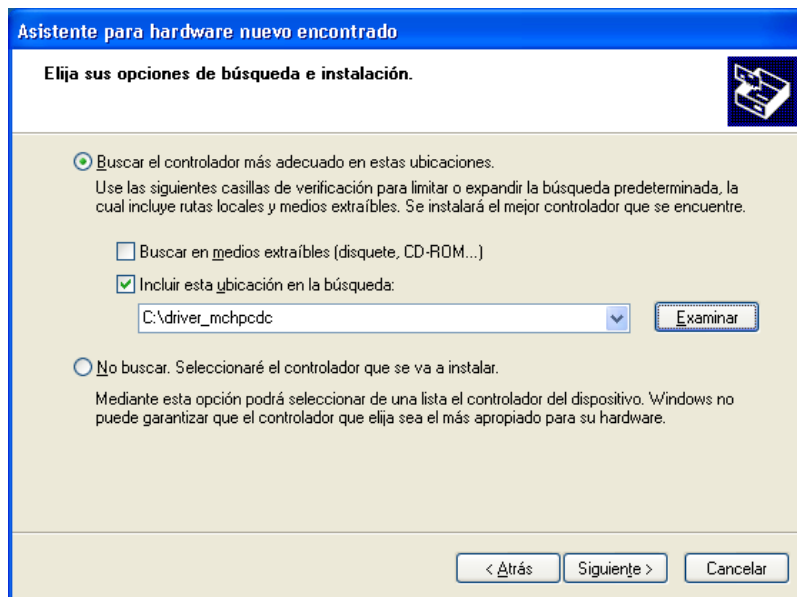 Asistente para hardware nuevo encontrado
Elija sus opciones de búsqueda e instalación.
Buscar el controlador más adecuado en estas ubicaciones.
Use las siguientes casillas de verificación para limitar o expandir la búsqueda predeterminada, la
cual incluye rutas locales y medios extraíbles. Se instalará el mejor controlador que se encuentre.
Buscar en medios extraíbles (disquete, CD-ROM...)
Incluir esta ubicación en la búsqueda:
C:\driver_mchpcdc
Examinar
No buscar. Seleccionaré el controlador que se va a instalar.
Mediante esta opción podrá seleccionar de una lista el controlador del dispositivo. Windows no
puede garantizar que el controlador que elija sea el más apropiado para su hardware.
< Atrás Siguiente > Cancelar